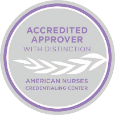 ACCREDITED
APPROVER
WITH DISTINCTION
AMERICAN NURSES
CREDENTIALING CENTER